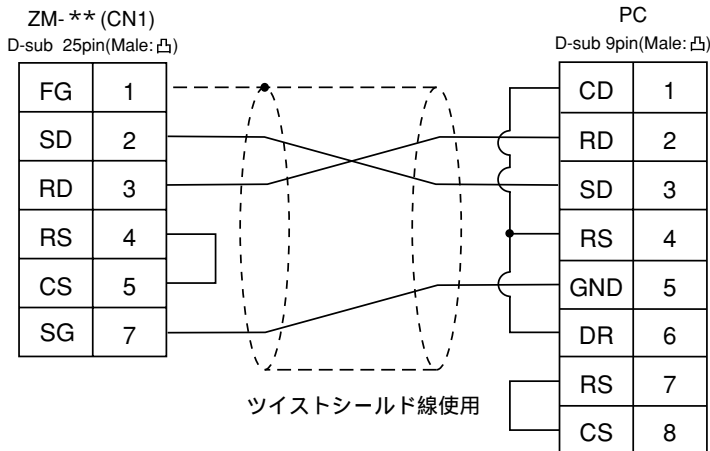 ZM-** (CN1)
D-sub 25pin(Male:凸)
FG 1
SD 2
RD 3
RS 4
CS 5
SG 7
PC
D-sub 9pin(Male:凸)
CD 1
RD 2
SD 3
RS 4
GND 5
DR 6
RS 7
CS 8
ツイストシールド線使用